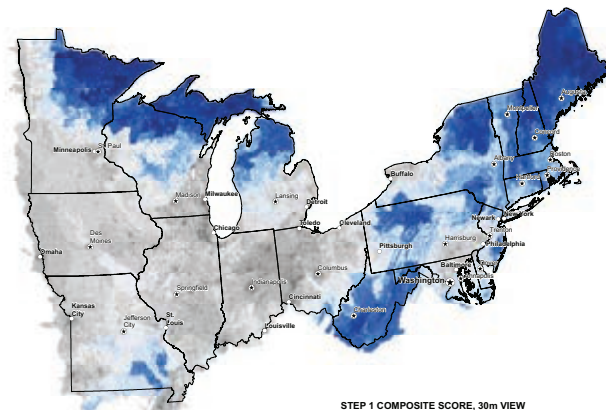 Augusta
Montpelier
Concord
Minneapolis
St. Paul
Albany
Boston
Buffalo
Hartford
Providence
Madison
Milwaukee
Lansing
Detroit
Chicago
Toledo
Cleveland
Newark
New York
Des
Moines
Trenton
Omaha
Pittsburgh
Harrisburg
Philadelphia
Columbus
Baltimore
Springfield
Indianapolis
Annapolis
Washington
Kansas
City
Cincinnati
Jefferson
City
St.
Louis
Charleston
Louisville
STEP 1 COMPOSITE SCORE, 30m VIEW